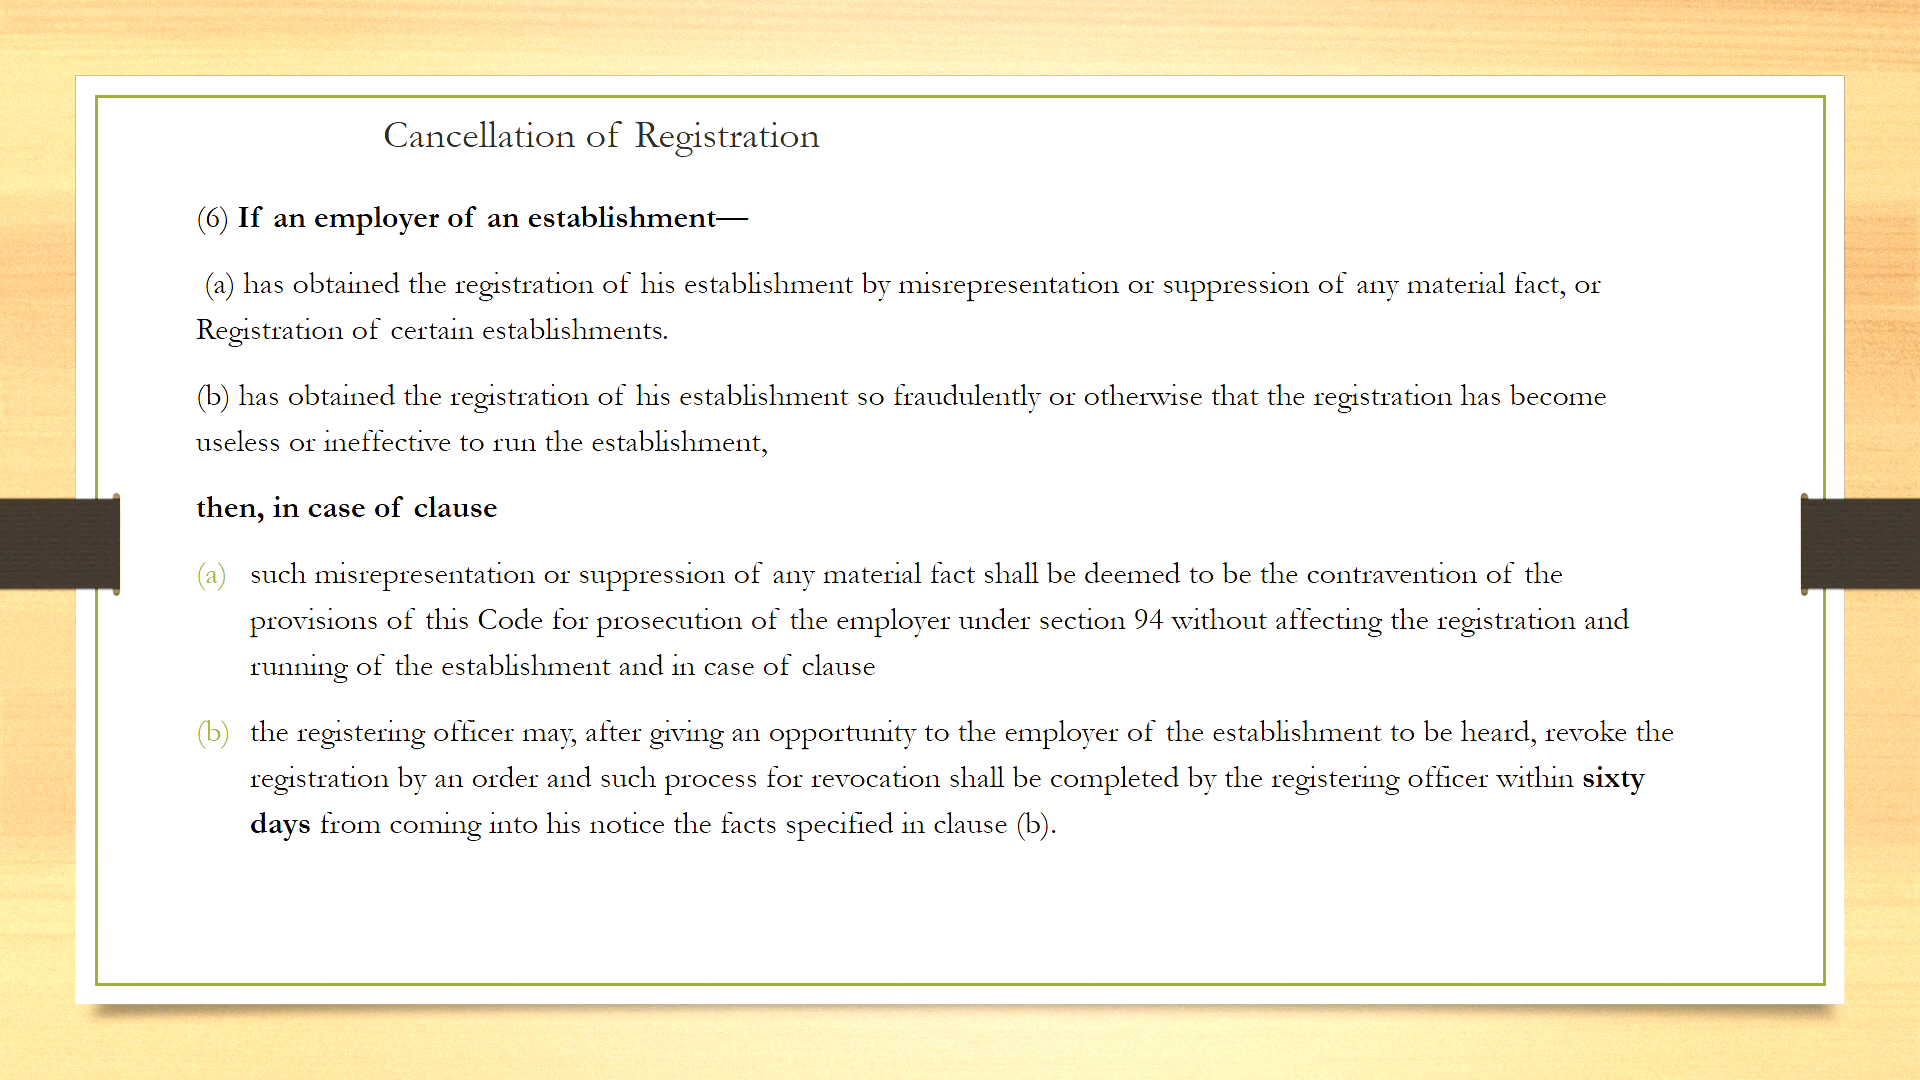 Cancellation of Registration
(6) If an employer of an establishment—
(a) has obtained the registration of his establishment by misrepresentation or suppression of any material fact, or
Registration of certain establishments.
(b) has obtained the registration of his establishment so fraudulently or otherwise that the registration has become
useless or ineffective to run the establishment,
then, in case of clause
(a) such misrepresentation or suppression of any material fact shall be deemed to be the contravention of the
provisions of this Code for prosecution of the employer under section 94 without affecting the registration and
running of the establishment and in case of clause
(b) the registering officer may, after giving an opportunity to the employer of the establishment to be heard, revoke the
registration by an order and such process for revocation shall be completed by the registering officer within sixty
days from coming into his notice the facts specified in clause (b).